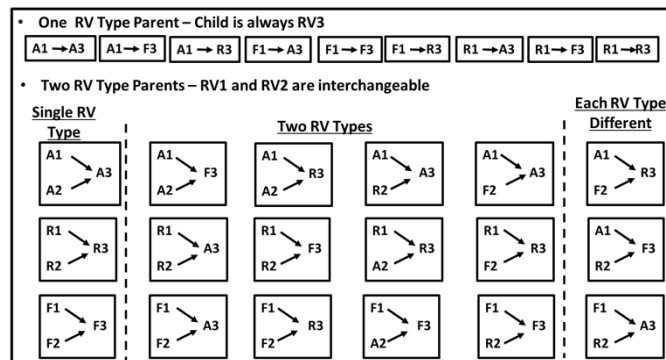 • One RV Type Parent – Child is always RV3
A1 → A3 A1 → F3 A1 → R3 F1 → A3 F1 → F3 F1 → R3 R1 → A3 R1 → F3 R1 → R3
• Two RV Type Parents – RV1 and RV2 are interchangeable
Single RV Type
Two RV Types
Each RV Type Different
A1 A1 A1 A1 A1 A1
A3 F3 R3 A3 A3 R3
A2 A2 A2 R2 F2 F2
R1 R1 R1 R1 R1 A1
R3 A3 F3 R3 R3 F3
R2 R2 R2 A2 F2 R2
F1 F1 F1 F1 F1 F1
F3 A3 R3 F3 F3 A3
F2 F2 F2 A2 R2 R2